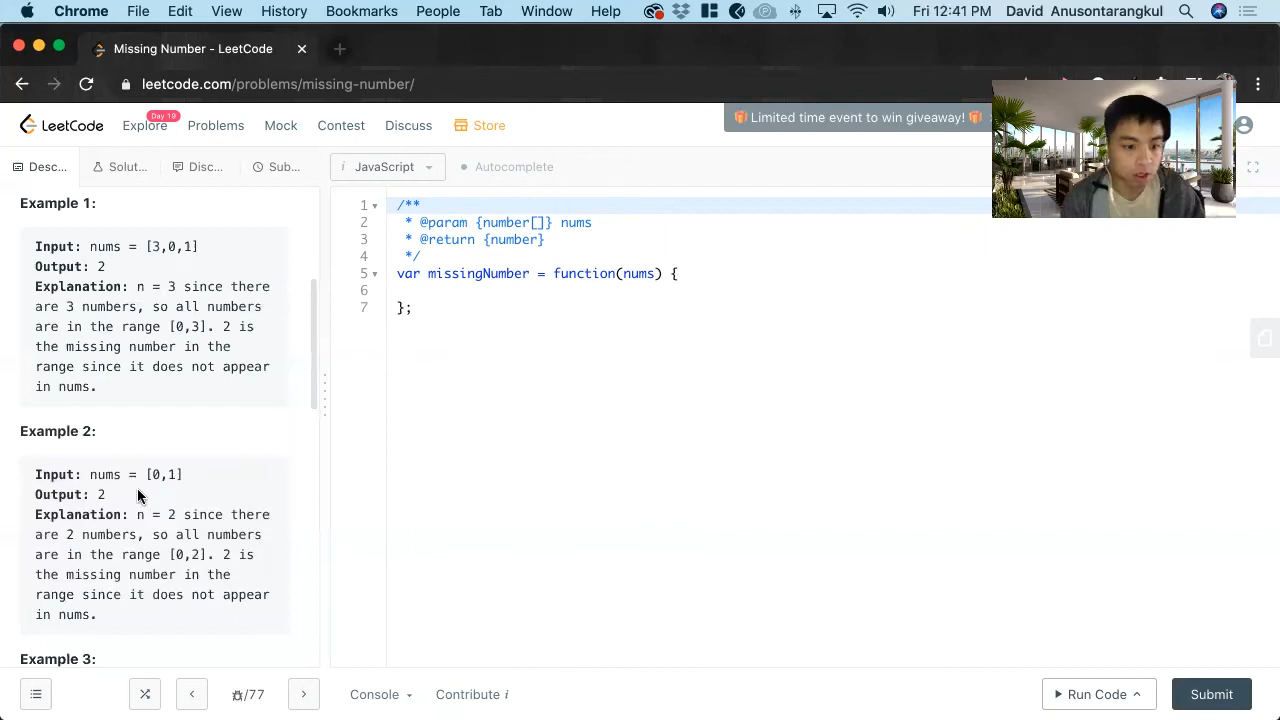 Chrome File Edit View History Bookmarks People Tab Window Help Fri 12:41 PM David Anusontarangkul
Missing Number - LeetCode
leetcode.com/problems/missing-number/
LeetCode Explore Day 19 Problems Mock Contest Discuss Store
Limited time event to win giveaway!
Desc... Solut... Disc... Sub... i JavaScript Autocomplete
Example 1:
Input: nums = [3,0,1]
Output: 2
Explanation: n = 3 since there
are 3 numbers, so all numbers
are in the range [0,3]. 2 is
the missing number in the
range since it does not appear
in nums.
Example 2:
Input: nums = [0,1]
Output: 2
Explanation: n = 2 since there
are 2 numbers, so all numbers
are in the range [0,2]. 2 is
the missing number in the
range since it does not appear
in nums.
Example 3:
1 /**
2 * @param {number[]} nums
3 * @return {number}
4 */
5 var missingNumber = function(nums) {
6
7 };
/77 Console Contribute i Run Code Submit